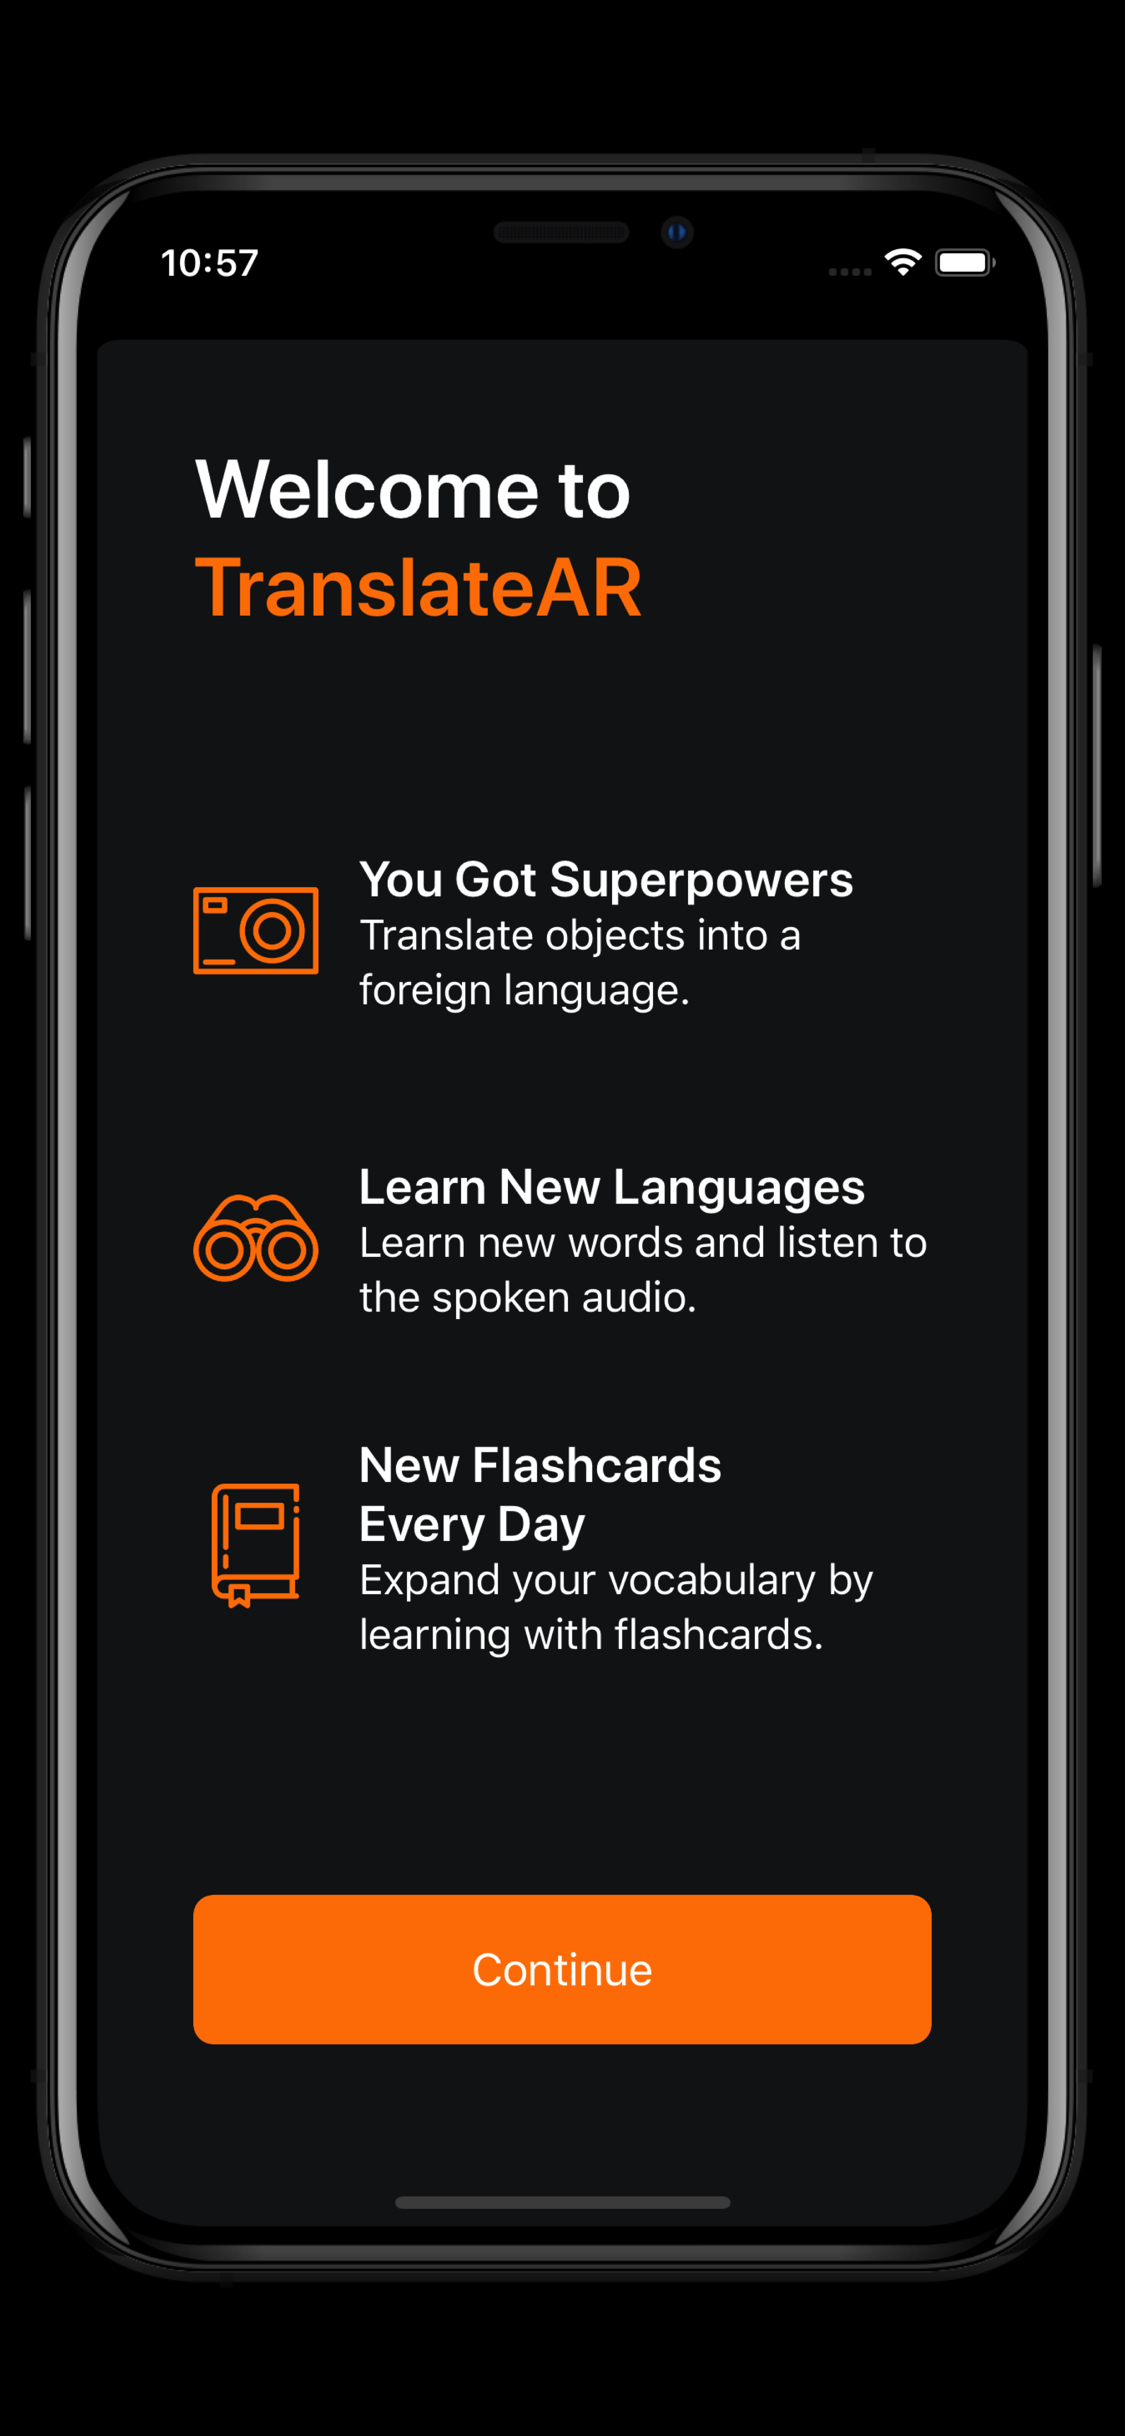 10:57
Welcome to
TranslateAR
You Got Superpowers
Translate objects into a
foreign language.
Learn New Languages
Learn new words and listen to
the spoken audio.
New Flashcards
Every Day
Expand your vocabulary by
learning with flashcards.
Continue